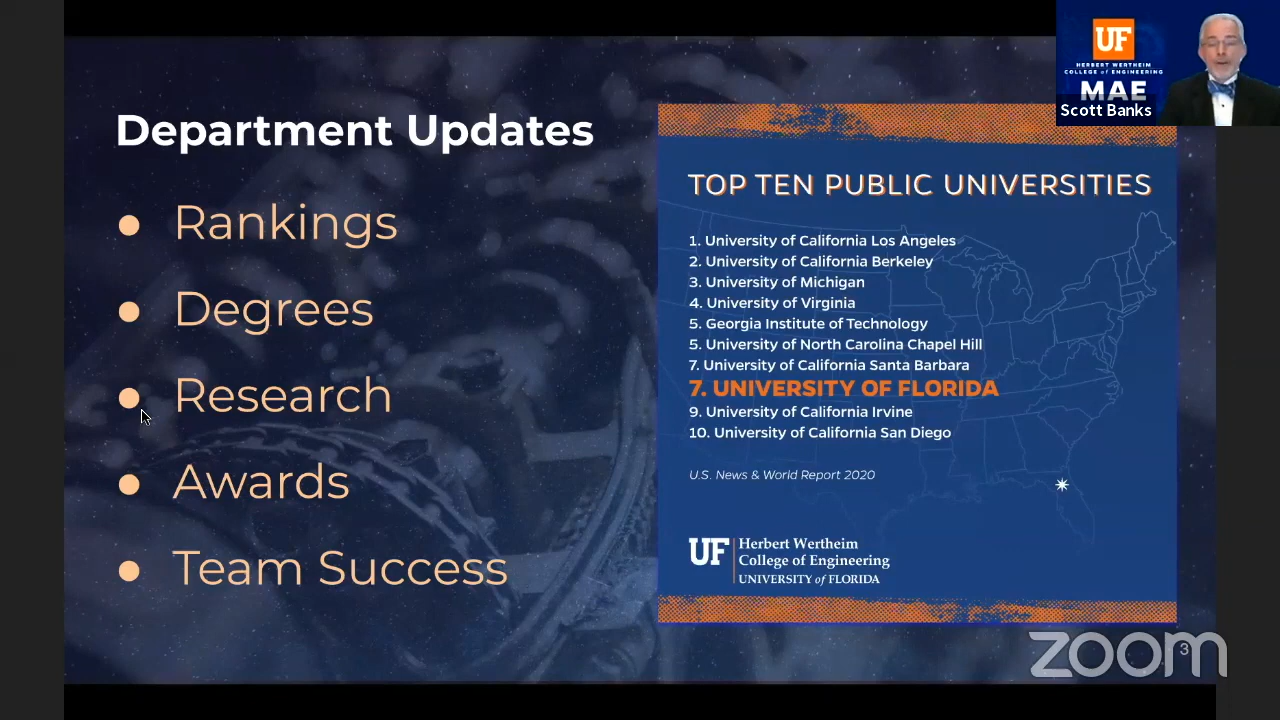 Department Updates
Rankings
Degrees
Research
Awards
Team Success
UF
HERBERT WERTHEIM
COLLEGE of ENGINEERING
MAE
Scott Banks
TOP TEN PUBLIC UNIVERSITIES
1. University of California Los Angeles
2. University of California Berkeley
3. University of Michigan
4. University of Virginia
5. Georgia Institute of Technology
5. University of North Carolina Chapel Hill
7. University of California Santa Barbara
7. UNIVERSITY OF FLORIDA
9. University of California Irvine
10. University of California San Diego
U.S. News & World Report 2020
UF
Herbert Wertheim
College of Engineering
UNIVERSITY of FLORIDA
zoom
3